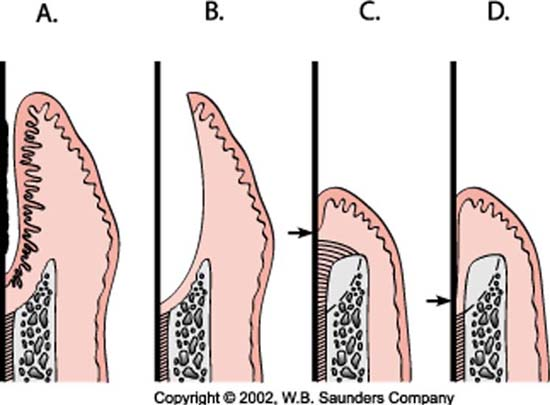 A. B. C. D.
Copyright © 2002, W.B. Saunders Company